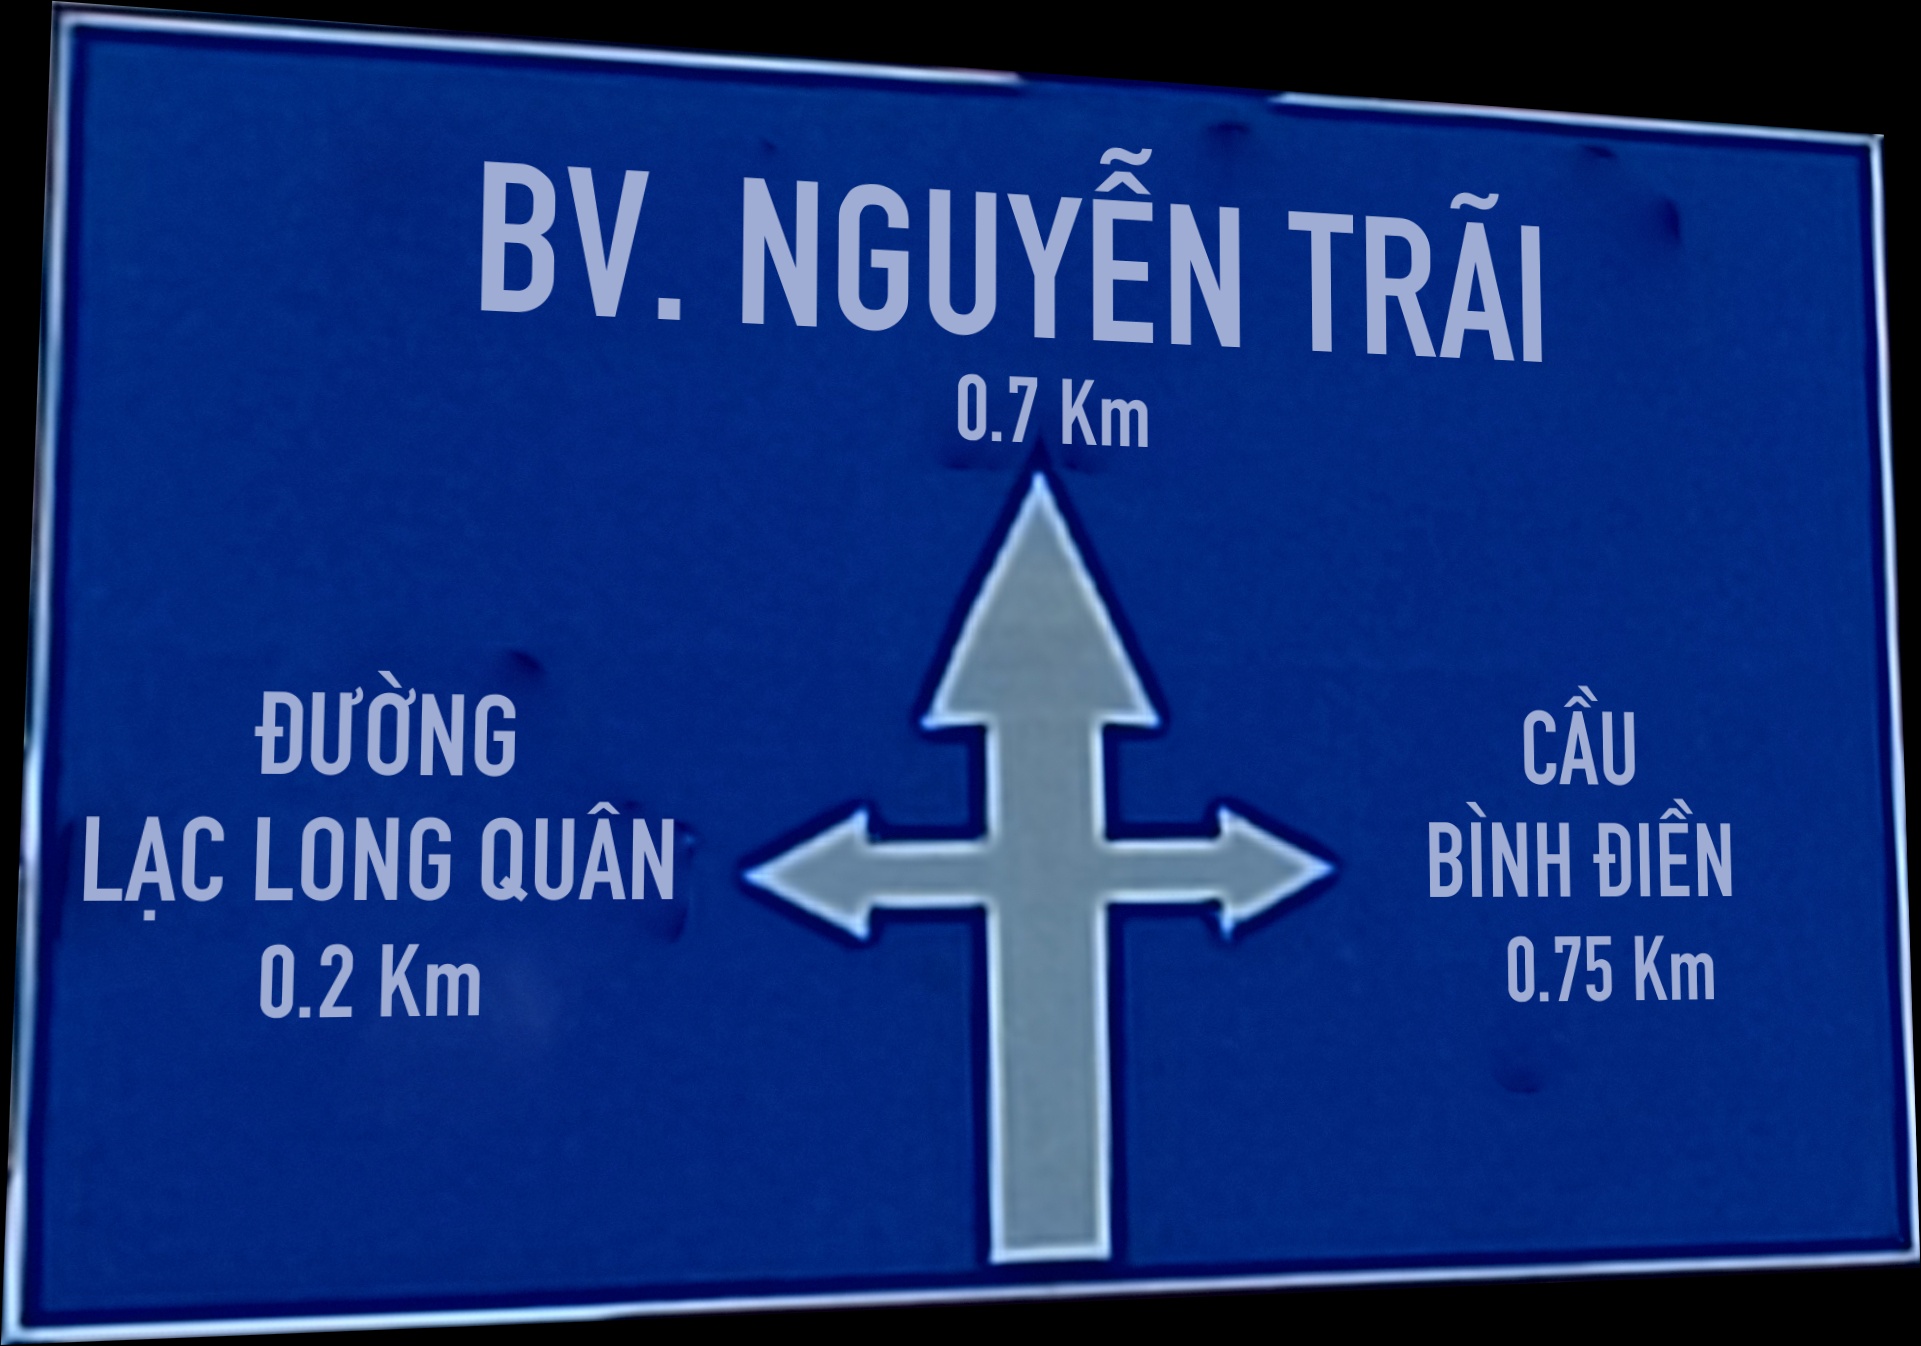 BV. NGUYỄN TRÃI
0.7 Km
ĐƯỜNG
LẠC LONG QUÂN
0.2 Km
CẦU
BÌNH ĐIỀN
0.75 Km